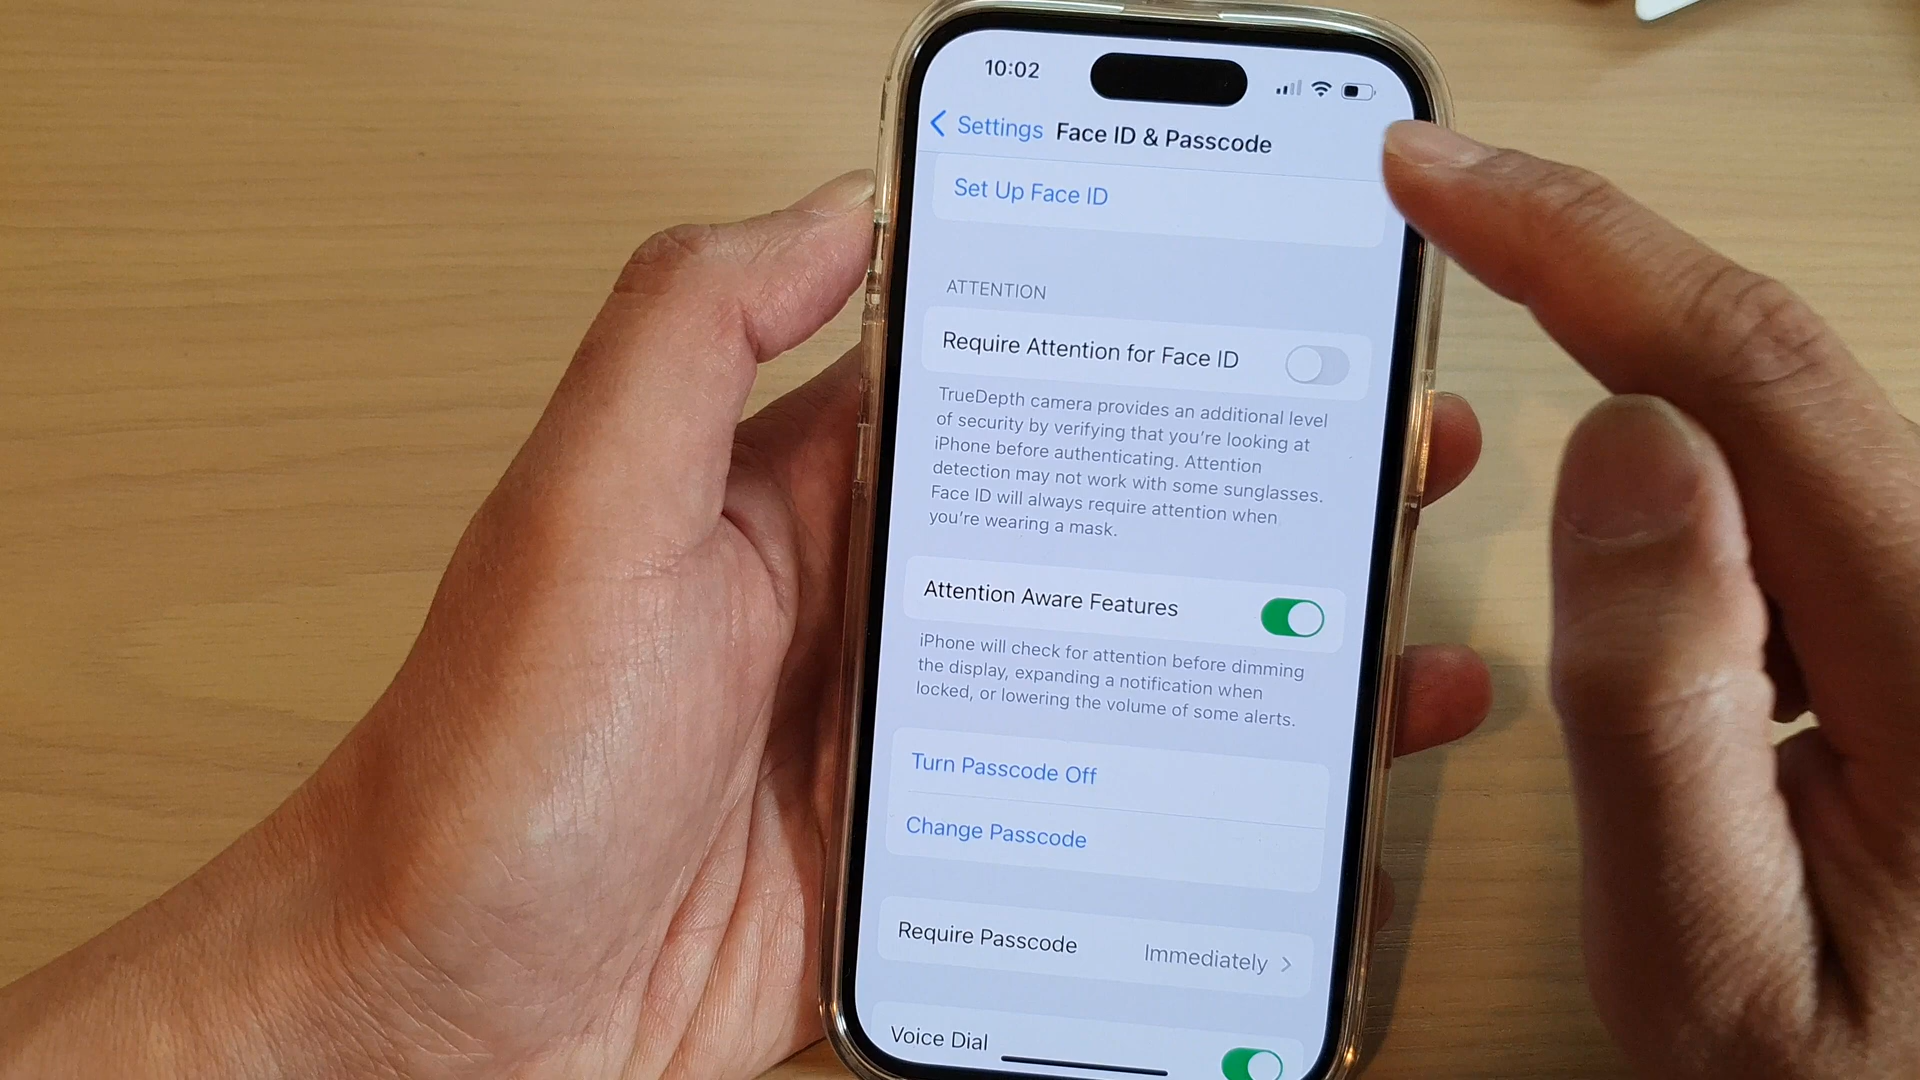 10:02
Settings Face ID & Passcode
Set Up Face ID
ATTENTION
Require Attention for Face ID
TrueDepth camera provides an additional level
of security by verifying that you're looking at
iPhone before authenticating. Attention
detection may not work with some sunglasses.
Face ID will always require attention when
you're wearing a mask.
Attention Aware Features
iPhone will check for attention before dimming
the display, expanding a notification when
locked, or lowering the volume of some alerts.
Turn Passcode Off
Change Passcode
Require Passcode Immediately
Voice Dial